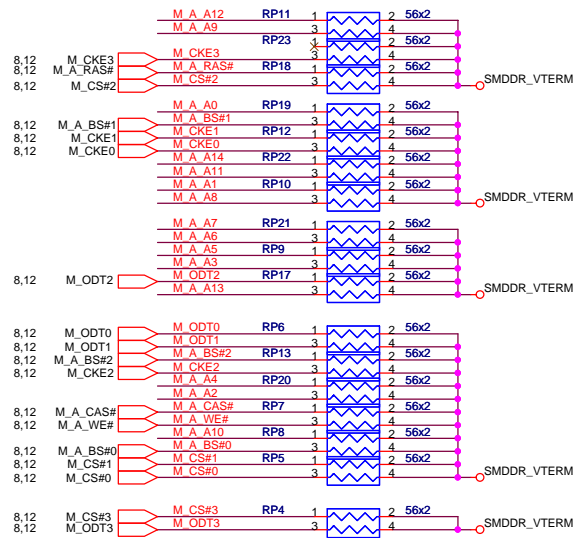 M_A_A12 RP11 1 2 56x2
M_A_A9 3 4
RP23 1 2 56x2
8,12 M_CKE3 M_CKE3 3 4
8,12 M_A_RAS# M_A_RAS# RP18 1 2 56x2
8,12 M_CS#2 M_CS#2 3 4 SMDDR_VTERM
M_A_A0 RP19 1 2 56x2
8,12 M_A_BS#1 M_A_BS#1 3 4
8,12 M_CKE1 M_CKE1 RP12 1 2 56x2
8,12 M_CKE0 M_CKE0 3 4
M_A_A14 RP22 1 2 56x2
M_A_A11 3 4
M_A_A1 RP10 1 2 56x2
M_A_A8 3 4 SMDDR_VTERM
M_A_A7 RP21 1 2 56x2
M_A_A6 3 4
M_A_A5 RP9 1 2 56x2
M_A_A3 3 4
8,12 M_ODT2 M_ODT2 RP17 1 2 56x2
M_A_A13 3 4 SMDDR_VTERM
8,12 M_ODT0 M_ODT0 RP6 1 2 56x2
8,12 M_ODT1 M_ODT1 3 4
8,12 M_A_BS#2 M_A_BS#2 RP13 1 2 56x2
8,12 M_CKE2 M_CKE2 3 4
M_A_A4 RP20 1 2 56x2
M_A_A2 3 4
8,12 M_A_CAS# M_A_CAS# RP7 1 2 56x2
8,12 M_A_WE# M_A_WE# 3 4
M_A_A10 RP8 1 2 56x2
8,12 M_A_BS#0 M_A_BS#0 3 4
8,12 M_CS#1 M_CS#1 RP5 1 2 56x2
8,12 M_CS#0 M_CS#0 3 4 SMDDR_VTERM
8,12 M_CS#3 M_CS#3 RP4 1 2 56x2
8,12 M_ODT3 M_ODT3 3 4 SMDDR_VTERM